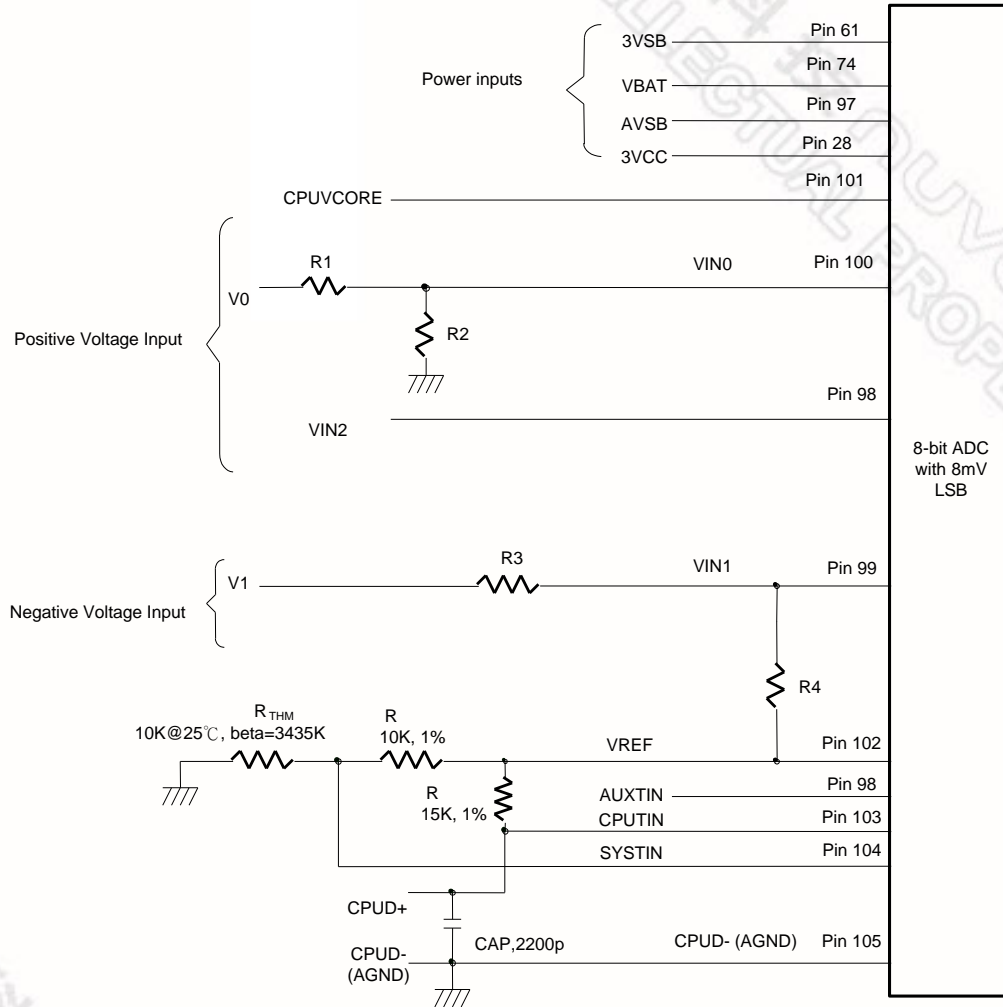 Power inputs
3VSB
Pin 61
VBAT
Pin 74
AVSB
Pin 97
3VCC
Pin 28
CPUVCORE
Pin 101
Positive Voltage Input
V0
R1
R2
VIN0
Pin 100
VIN2
Pin 98
8-bit ADC
with 8mV
LSB
Negative Voltage Input
V1
R3
VIN1
Pin 99
R4
R THM
10K@25℃, beta=3435K
R
10K, 1%
VREF
Pin 102
R
15K, 1%
AUXTIN
Pin 98
CPUTIN
Pin 103
SYSTIN
Pin 104
CPUD+
CAP,2200p
CPUD-
(AGND)
CPUD- (AGND)
Pin 105